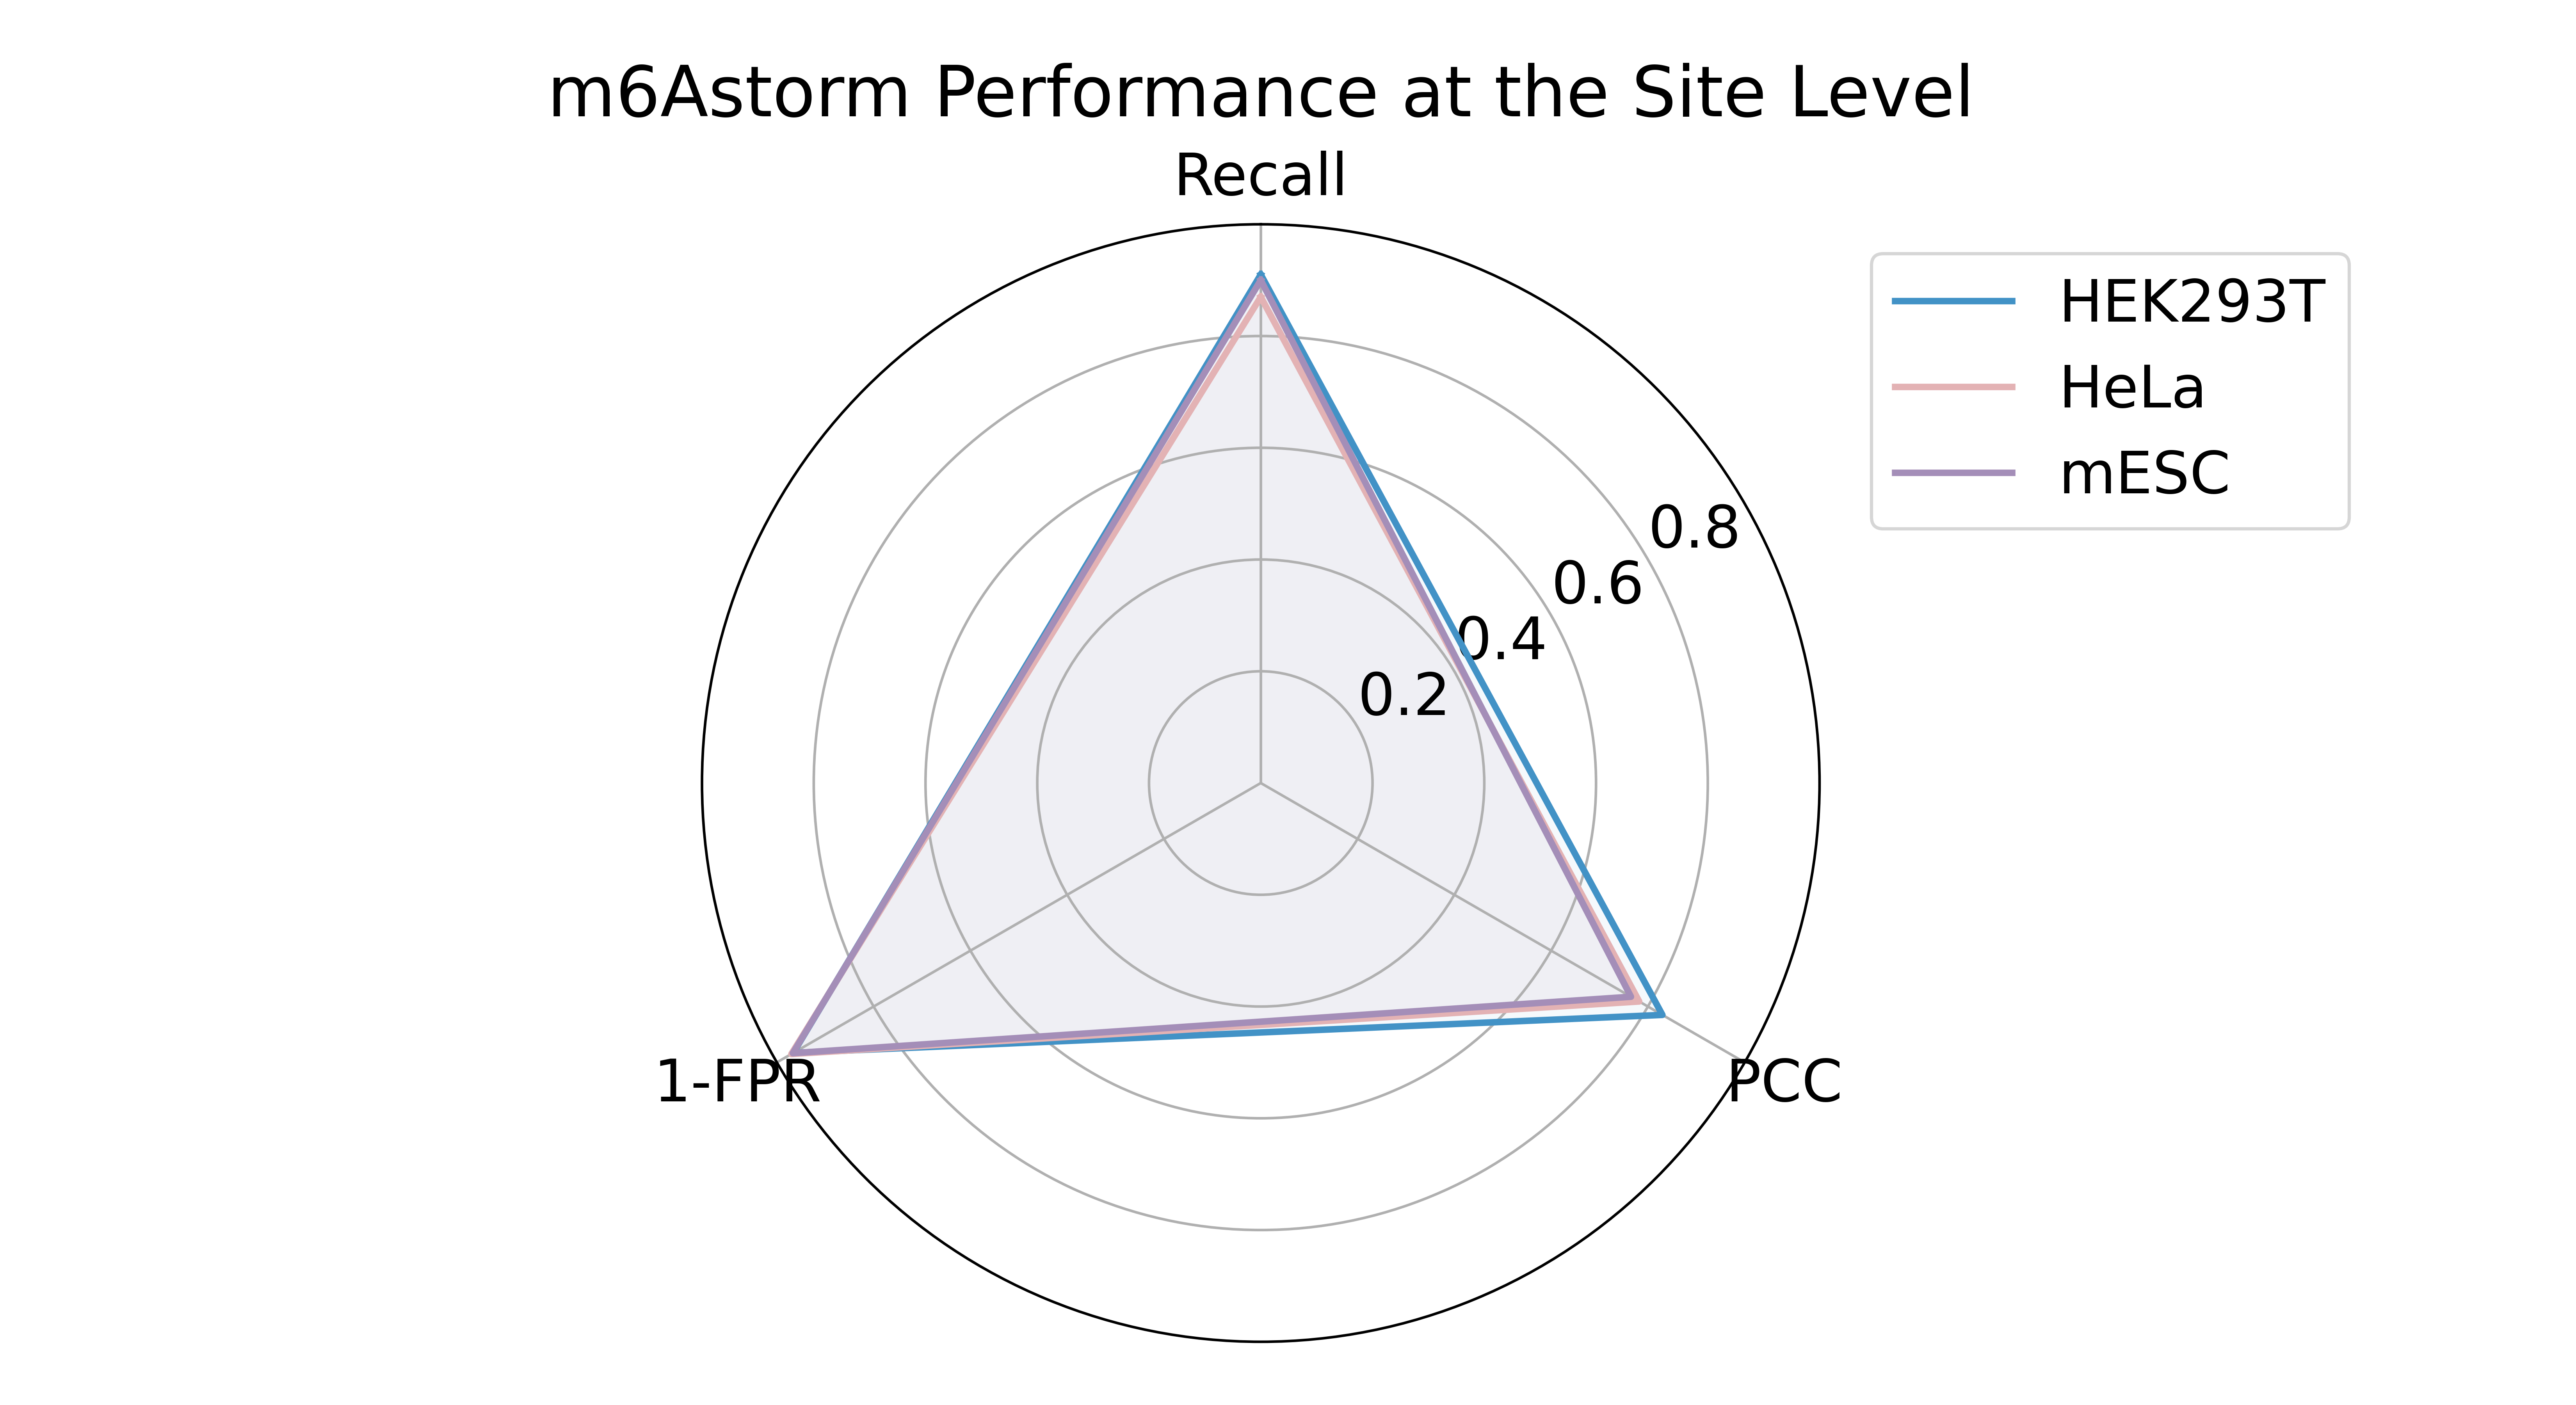 m6Astorm Performance at the Site Level
Recall
HEK293T
HeLa
mESC
0.8
0.6
0.4
0.2
1-FPR
PCC